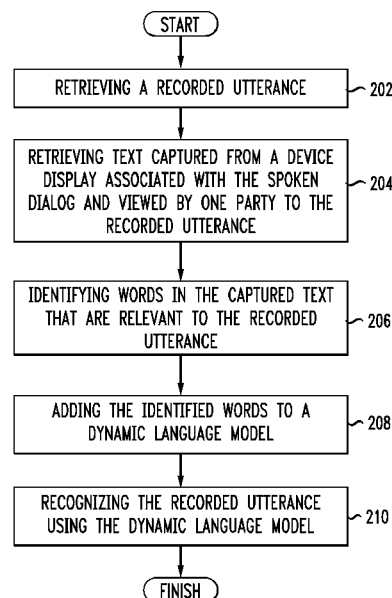 START
RETRIEVING A RECORDED UTTERANCE
202
RETRIEVING TEXT CAPTURED FROM A DEVICE
DISPLAY ASSOCIATED WITH THE SPOKEN
DIALOG AND VIEWED BY ONE PARTY TO THE
RECORDED UTTERANCE
204
IDENTIFYING WORDS IN THE CAPTURED TEXT
THAT ARE RELEVANT TO THE RECORDED
UTTERANCE
206
ADDING THE IDENTIFIED WORDS TO A
DYNAMIC LANGUAGE MODEL
208
RECOGNIZING THE RECORDED UTTERANCE
USING THE DYNAMIC LANGUAGE MODEL
210
FINISH